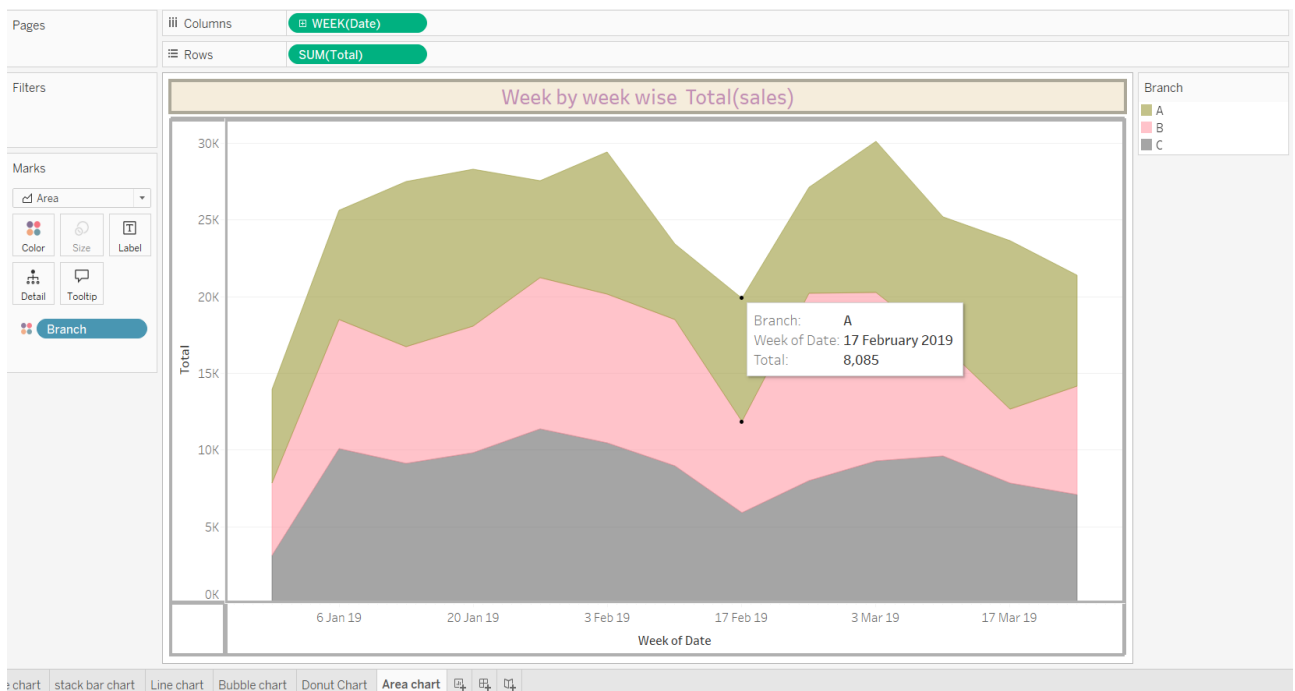 Pages
Columns
WEEK(Date)
Rows
SUM(Total)
Filters
Marks
Area
Color
Size
Label
Detail
Tooltip
Branch
Week by week wise Total(sales)
Total
30K
25K
20K
15K
10K
5K
0K
Branch: A
Week of Date: 17 February 2019
Total: 8,085
6 Jan 19
20 Jan 19
3 Feb 19
17 Feb 19
3 Mar 19
17 Mar 19
Week of Date
Branch
A
B
C
e chart
stack bar chart
Line chart
Bubble chart
Donut Chart
Area chart